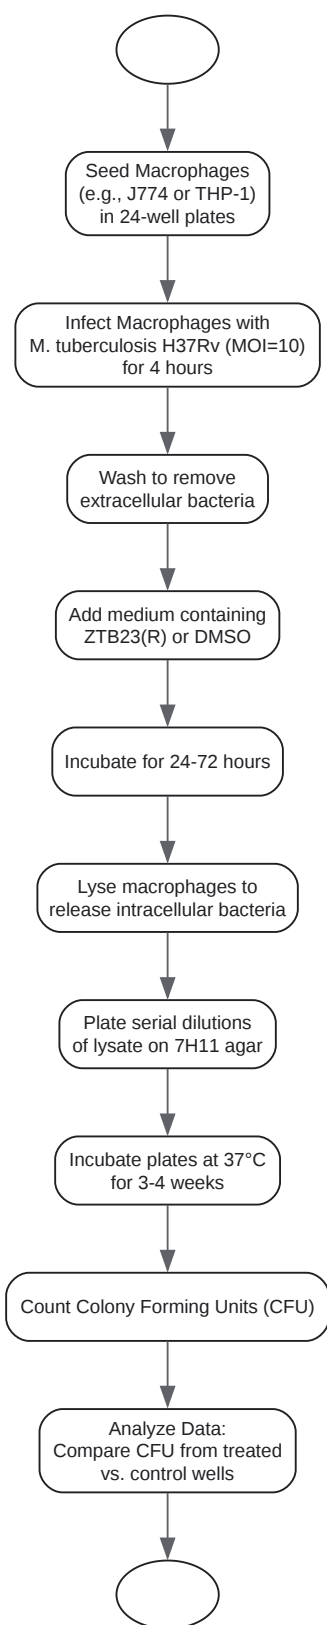 Seed Macrophages
(e.g., J774 or THP-1)
in 24-well plates
Infect Macrophages with
M. tuberculosis H37Rv (MOI=10)
for 4 hours
Wash to remove
extracellular bacteria
Add medium containing
ZTB23(R) or DMSO
Incubate for 24-72 hours
Lyse macrophages to
release intracellular bacteria
Plate serial dilutions
of lysate on 7H11 agar
Incubate plates at 37°C
for 3-4 weeks
Count Colony Forming Units (CFU)
Analyze Data:
Compare CFU from treated
vs. control wells